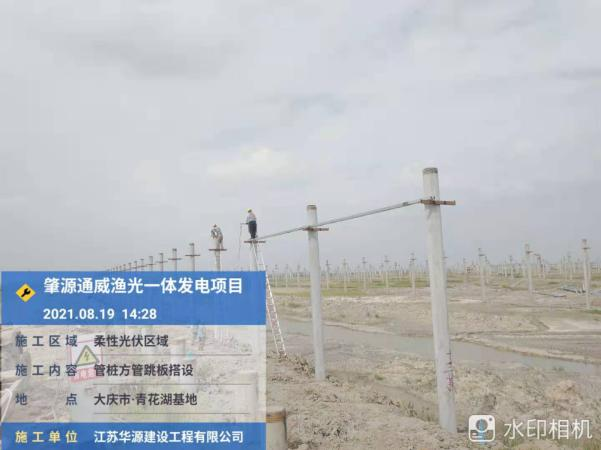 肇源通威渔光一体发电项目
2021.08.19 14:28
施工区域 柔性光伏区域
施工内容 管桩方管跳板搭设
地 点 大庆市·青花湖基地
施工单位 江苏华源建设工程有限公司
水印相机